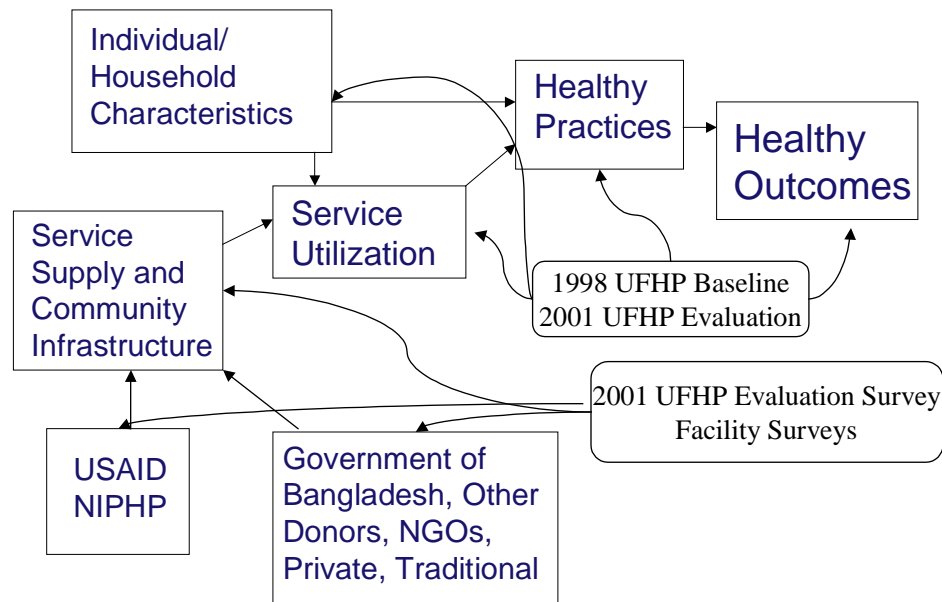 Individual/
Household
Characteristics
Healthy
Practices
Healthy
Outcomes
Service
Utilization
Service
Supply and
Community
Infrastructure
1998 UFHP Baseline
2001 UFHP Evaluation
2001 UFHP Evaluation Survey
Facility Surveys
USAID
NIPHP
Government of
Bangladesh, Other
Donors, NGOs,
Private, Traditional